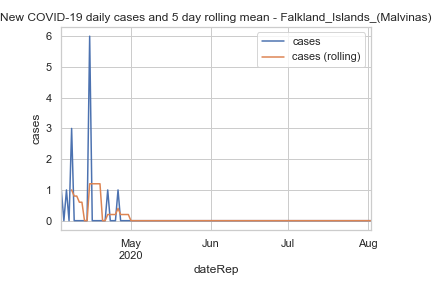 New COVID-19 daily cases and 5 day rolling mean - Falkland_Islands_(Malvinas)
cases
cases (rolling)
6
5
4
3
2
1
0
cases
May
2020
Jun
Jul
Aug
dateRep